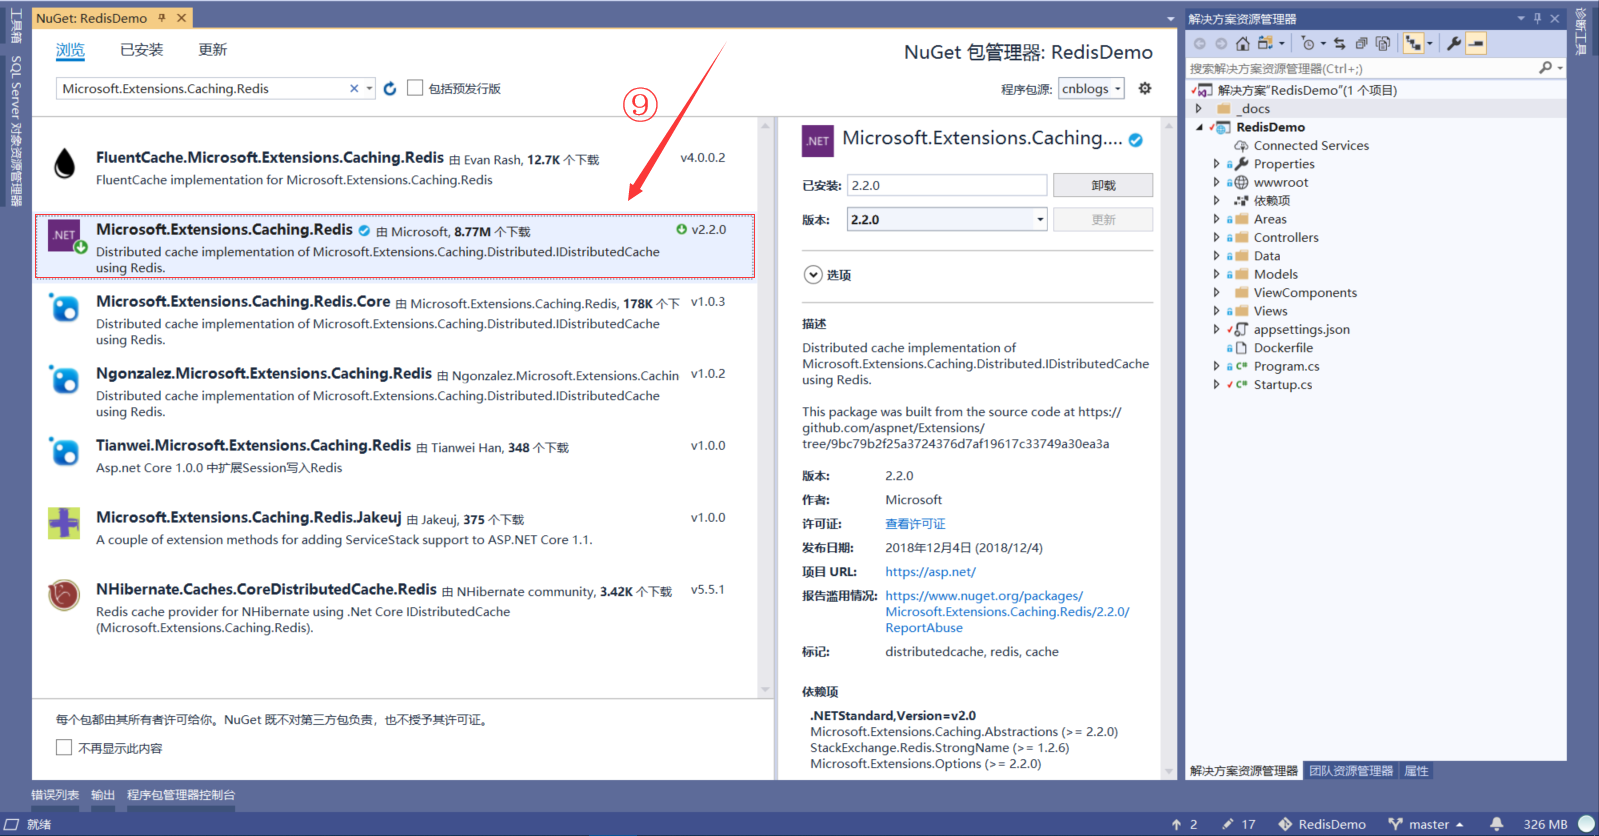 工具箱
SQL Server 对象资源管理器
NuGet: RedisDemo
浏览 已安装 更新
NuGet 包管理器: RedisDemo
Microsoft.Extensions.Caching.Redis
包括预发行版
程序包源: cnblogs
⑨
FluentCache.Microsoft.Extensions.Caching.Redis 由 Evan Rash, 12.7K 个下载 v4.0.0.2
FluentCache implementation for Microsoft.Extensions.Caching.Redis
.NET
Microsoft.Extensions.Caching.Redis 由 Microsoft, 8.77M 个下载 v2.2.0
Distributed cache implementation of Microsoft.Extensions.Caching.Distributed.IDistributedCache
using Redis.
Microsoft.Extensions.Caching.Redis.Core 由 Microsoft.Extensions.Caching.Redis, 178K 个下 v1.0.3
Distributed cache implementation of Microsoft.Extensions.Caching.Distributed.IDistributedCache
using Redis.
Ngonzalez.Microsoft.Extensions.Caching.Redis 由 Ngonzalez.Microsoft.Extensions.Cachin v1.0.2
Distributed cache implementation of Microsoft.Extensions.Caching.Distributed.IDistributedCache
using Redis.
Tianwei.Microsoft.Extensions.Caching.Redis 由 Tianwei Han, 348 个下载 v1.0.0
Asp.net Core 1.0.0 中扩展Session写入Redis
Microsoft.Extensions.Caching.Redis.Jakeuj 由 Jakeuj, 375 个下载 v1.0.0
A couple of extension methods for adding ServiceStack support to ASP.NET Core 1.1.
NHibernate.Caches.CoreDistributedCache.Redis 由 NHibernate community, 3.42K 个下载 v5.5.1
Redis cache provider for NHibernate using .Net Core IDistributedCache
(Microsoft.Extensions.Caching.Redis).
每个包都由其所有者许可给你。NuGet 既不对第三方包负责，也不授予其许可证。
不再显示此内容
.NET
Microsoft.Extensions.Caching....
已安装: 2.2.0 卸载
版本: 2.2.0 更新
选项
描述
Distributed cache implementation of
Microsoft.Extensions.Caching.Distributed.IDistributedCache
using Redis.
This package was built from the source code at https://
github.com/aspnet/Extensions/
tree/9bc79b2f25a3724376d7af19617c33749a30ea3a
版本: 2.2.0
作者: Microsoft
许可证: 查看许可证
发布日期: 2018年12月4日 (2018/12/4)
项目 URL: https://asp.net/
报告滥用情况: https://www.nuget.org/packages/
Microsoft.Extensions.Caching.Redis/2.2.0/
ReportAbuse
标记: distributedcache, redis, cache
依赖项
.NETStandard,Version=v2.0
Microsoft.Extensions.Caching.Abstractions (>= 2.2.0)
StackExchange.Redis.StrongName (>= 1.2.6)
Microsoft.Extensions.Options (>= 2.2.0)
解决方案资源管理器
搜索解决方案资源管理器(Ctrl+;)
解决方案"RedisDemo"(1 个项目)
_docs
RedisDemo
Connected Services
Properties
wwwroot
依赖项
Areas
Controllers
Data
Models
ViewComponents
Views
appsettings.json
Dockerfile
C# Program.cs
C# Startup.cs
解决方案资源管理器 团队资源管理器 属性
诊断工具
错误列表 输出 程序包管理器控制台
就绪
2 17 RedisDemo master 326 MB